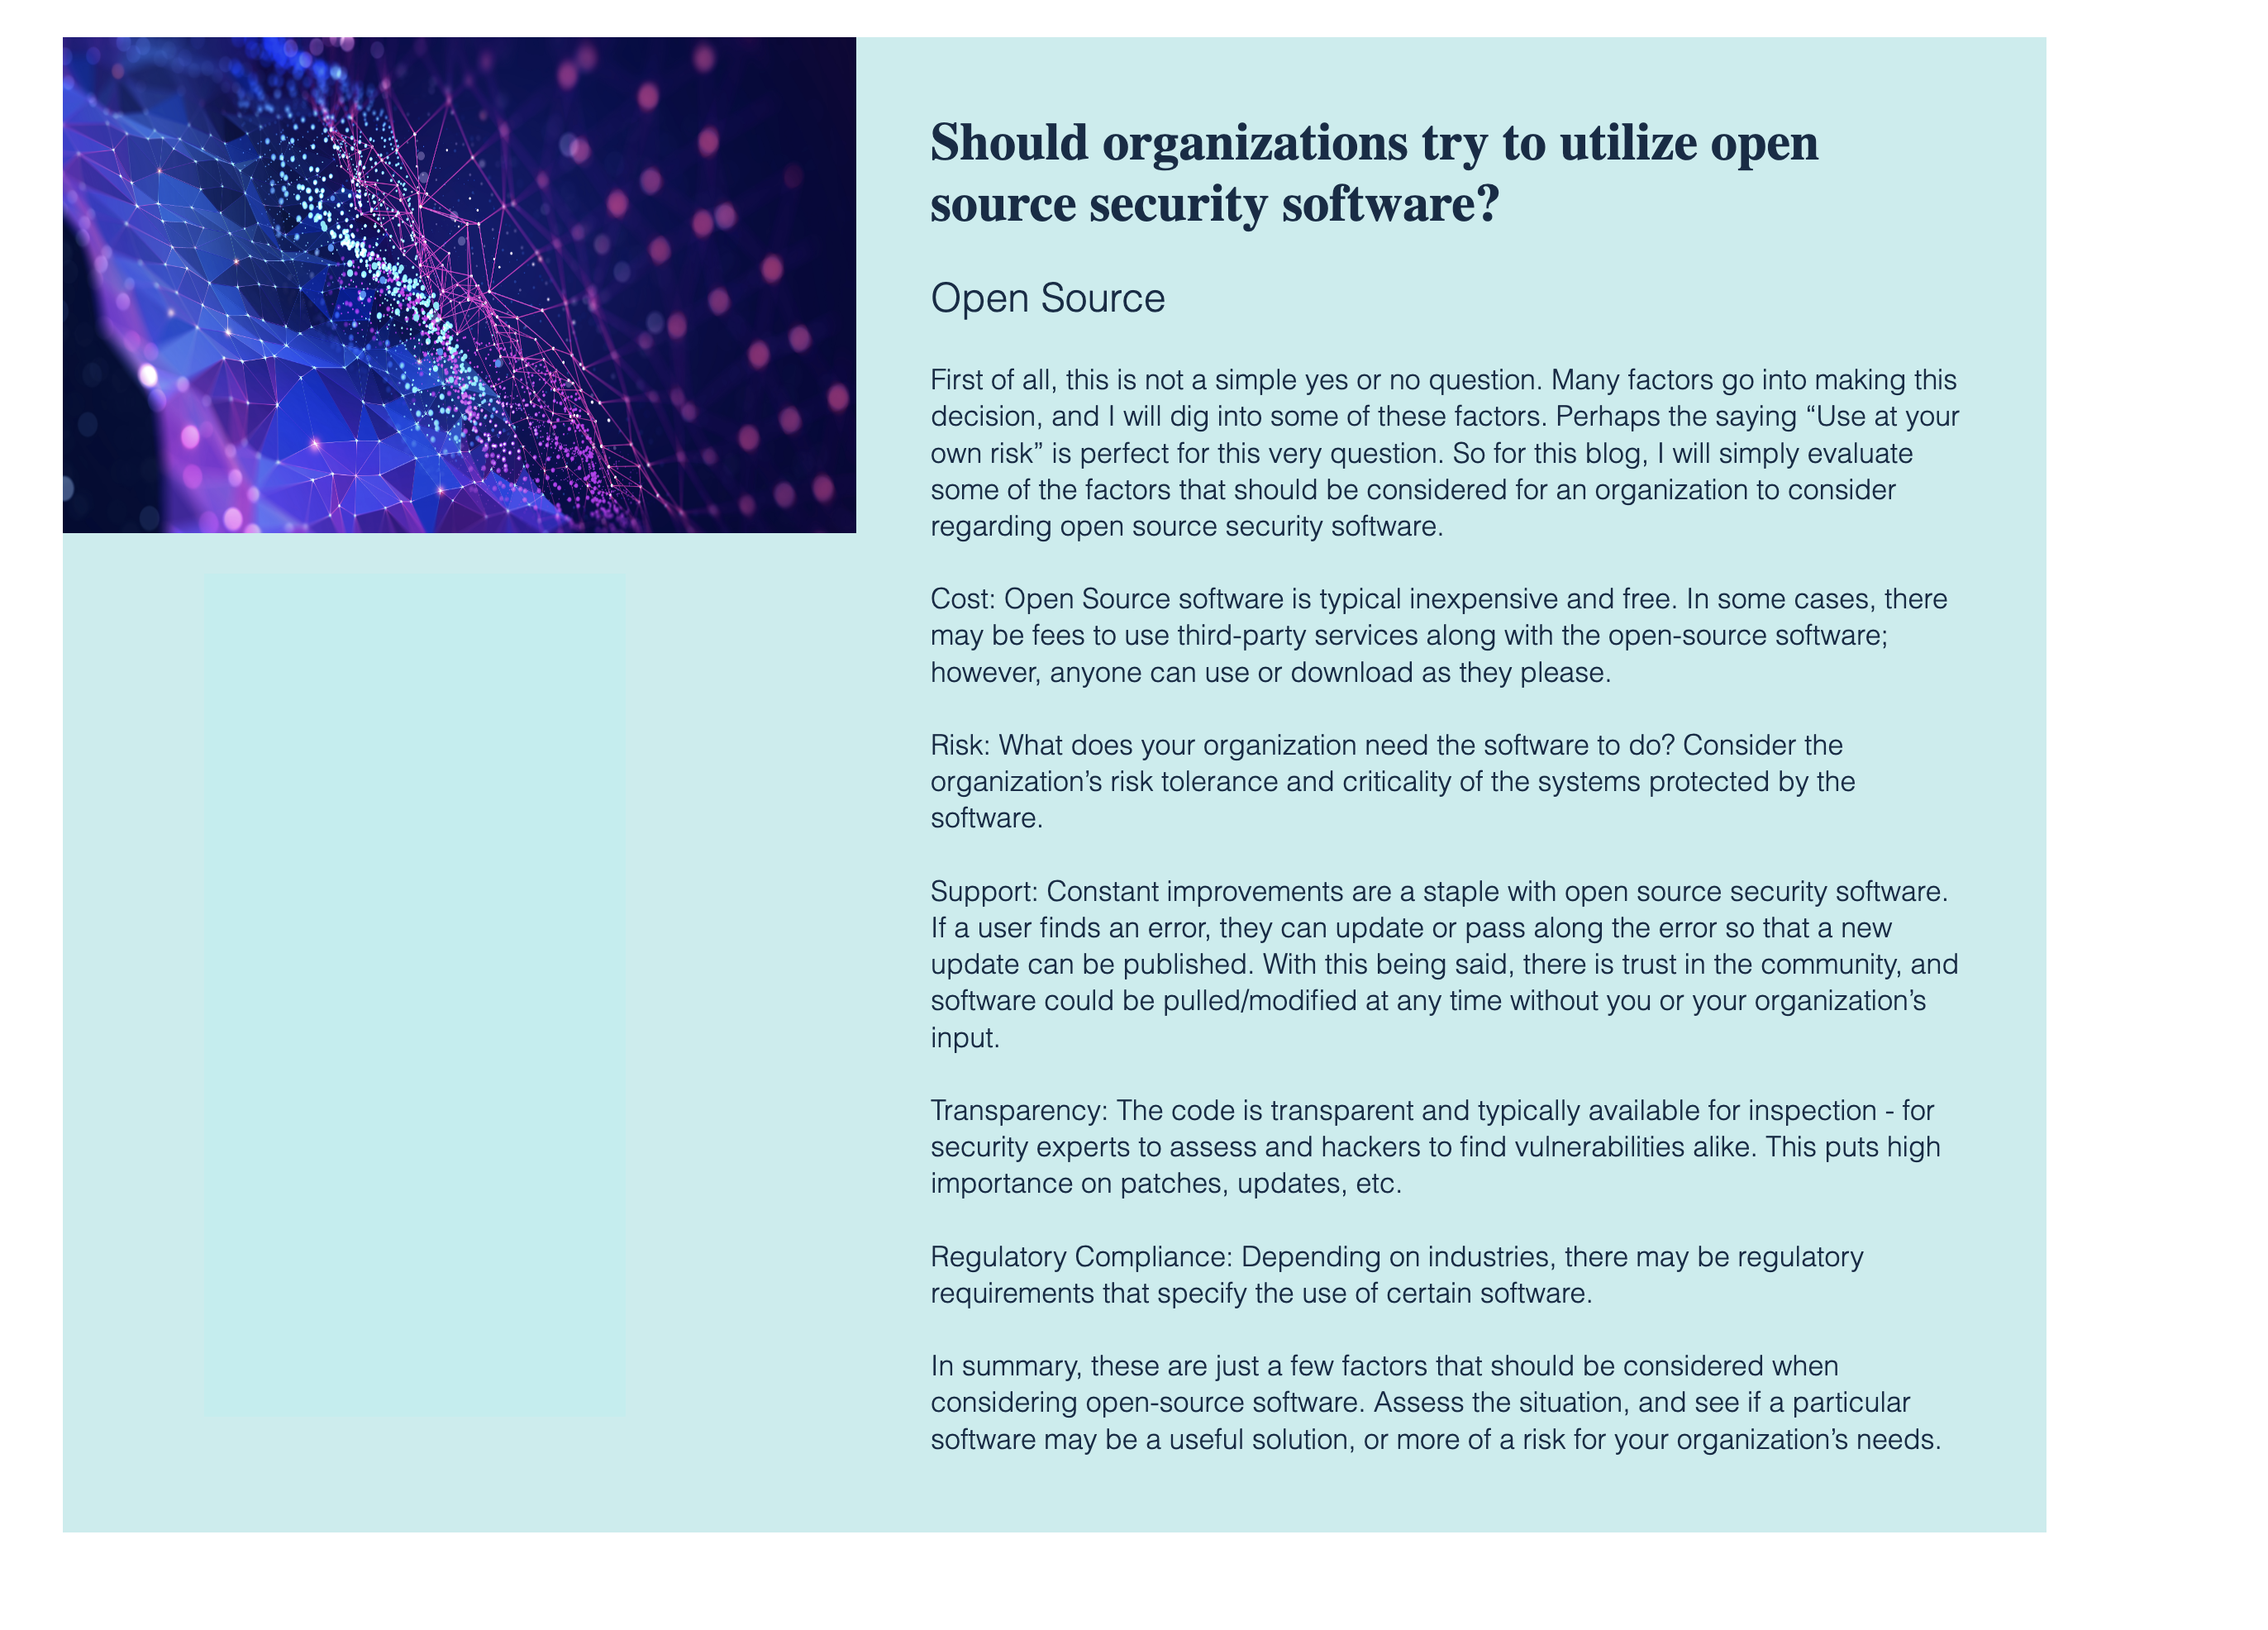 Should organizations try to utilize open
source security software?
Open Source
First of all, this is not a simple yes or no question. Many factors go into making this
decision, and I will dig into some of these factors. Perhaps the saying “Use at your
own risk” is perfect for this very question. So for this blog, I will simply evaluate
some of the factors that should be considered for an organization to consider
regarding open source security software.
Cost: Open Source software is typical inexpensive and free. In some cases, there
may be fees to use third-party services along with the open-source software;
however, anyone can use or download as they please.
Risk: What does your organization need the software to do? Consider the
organization’s risk tolerance and criticality of the systems protected by the
software.
Support: Constant improvements are a staple with open source security software.
If a user finds an error, they can update or pass along the error so that a new
update can be published. With this being said, there is trust in the community, and
software could be pulled/modified at any time without you or your organization’s
input.
Transparency: The code is transparent and typically available for inspection - for
security experts to assess and hackers to find vulnerabilities alike. This puts high
importance on patches, updates, etc.
Regulatory Compliance: Depending on industries, there may be regulatory
requirements that specify the use of certain software.
In summary, these are just a few factors that should be considered when
considering open-source software. Assess the situation, and see if a particular
software may be a useful solution, or more of a risk for your organization’s needs.